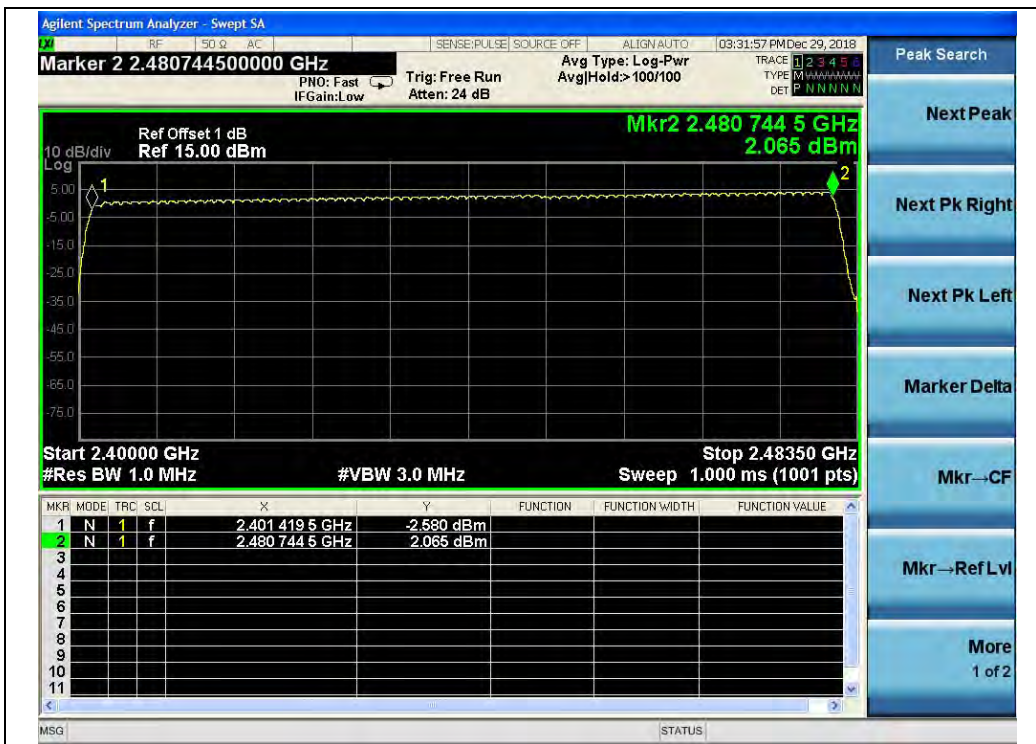 Agilent Spectrum Analyzer - Swept SA
LXI RF 50 Ω AC SENSE:PULSE SOURCE OFF ALIGN AUTO 03:31:57 PM Dec 29, 2018
Marker 2 2.480744500000 GHz
PNO: Fast
IFGain:Low
Trig: Free Run
Atten: 24 dB
Avg Type: Log-Pwr
Avg|Hold:>100/100
TRACE 1 2 3 4 5 6
TYPE M
DET P N N N N N
Ref Offset 1 dB
10 dB/div Ref 15.00 dBm
Log
Mkr2 2.480 744 5 GHz
2.065 dBm
1
2
5.00
-5.00
-15.0
-25.0
-35.0
-45.0
-55.0
-65.0
-75.0
Start 2.40000 GHz Stop 2.48350 GHz
#Res BW 1.0 MHz #VBW 3.0 MHz Sweep 1.000 ms (1001 pts)
MKR MODE TRC SCL X Y FUNCTION FUNCTION WIDTH FUNCTION VALUE
1 N 1 f 2.401 419 5 GHz -2.580 dBm
2 N 1 f 2.480 744 5 GHz 2.065 dBm
3
4
5
6
7
8
9
10
11
MSG STATUS
Peak Search
Next Peak
Next Pk Right
Next Pk Left
Marker Delta
Mkr→CF
Mkr→Ref Lvl
More
1 of 2